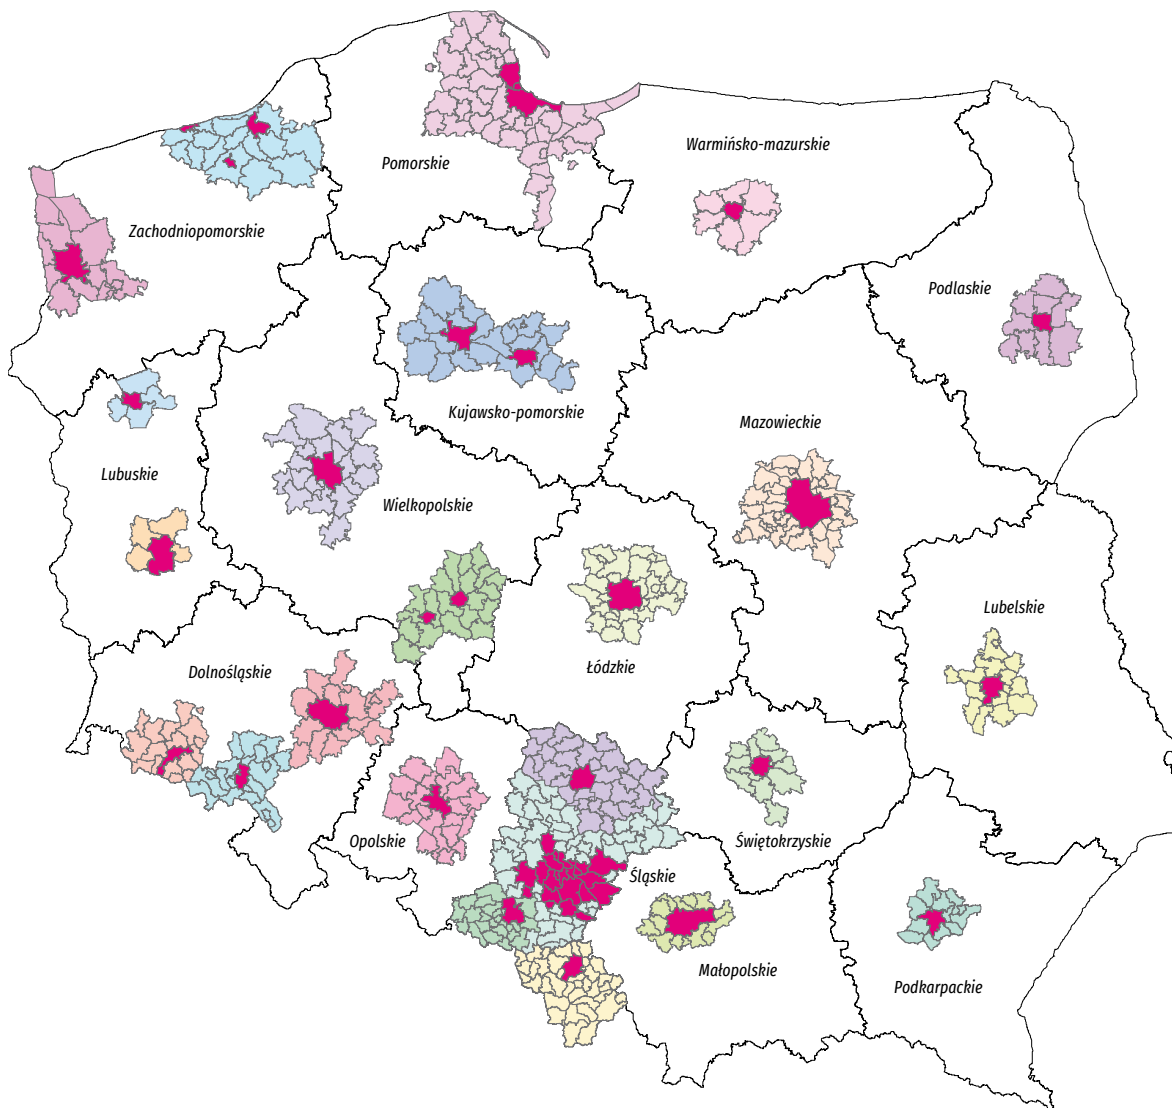 Warmińsko-mazurskie
Pomorskie
Zachodniopomorskie
Podlaskie
Kujawsko-pomorskie
Mazowieckie
Lubuskie
Wielkopolskie
Lubelskie
Dolnośląskie
Łódzkie
Opolskie
Świętokrzyskie
Śląskie
Małopolskie
Podkarpackie